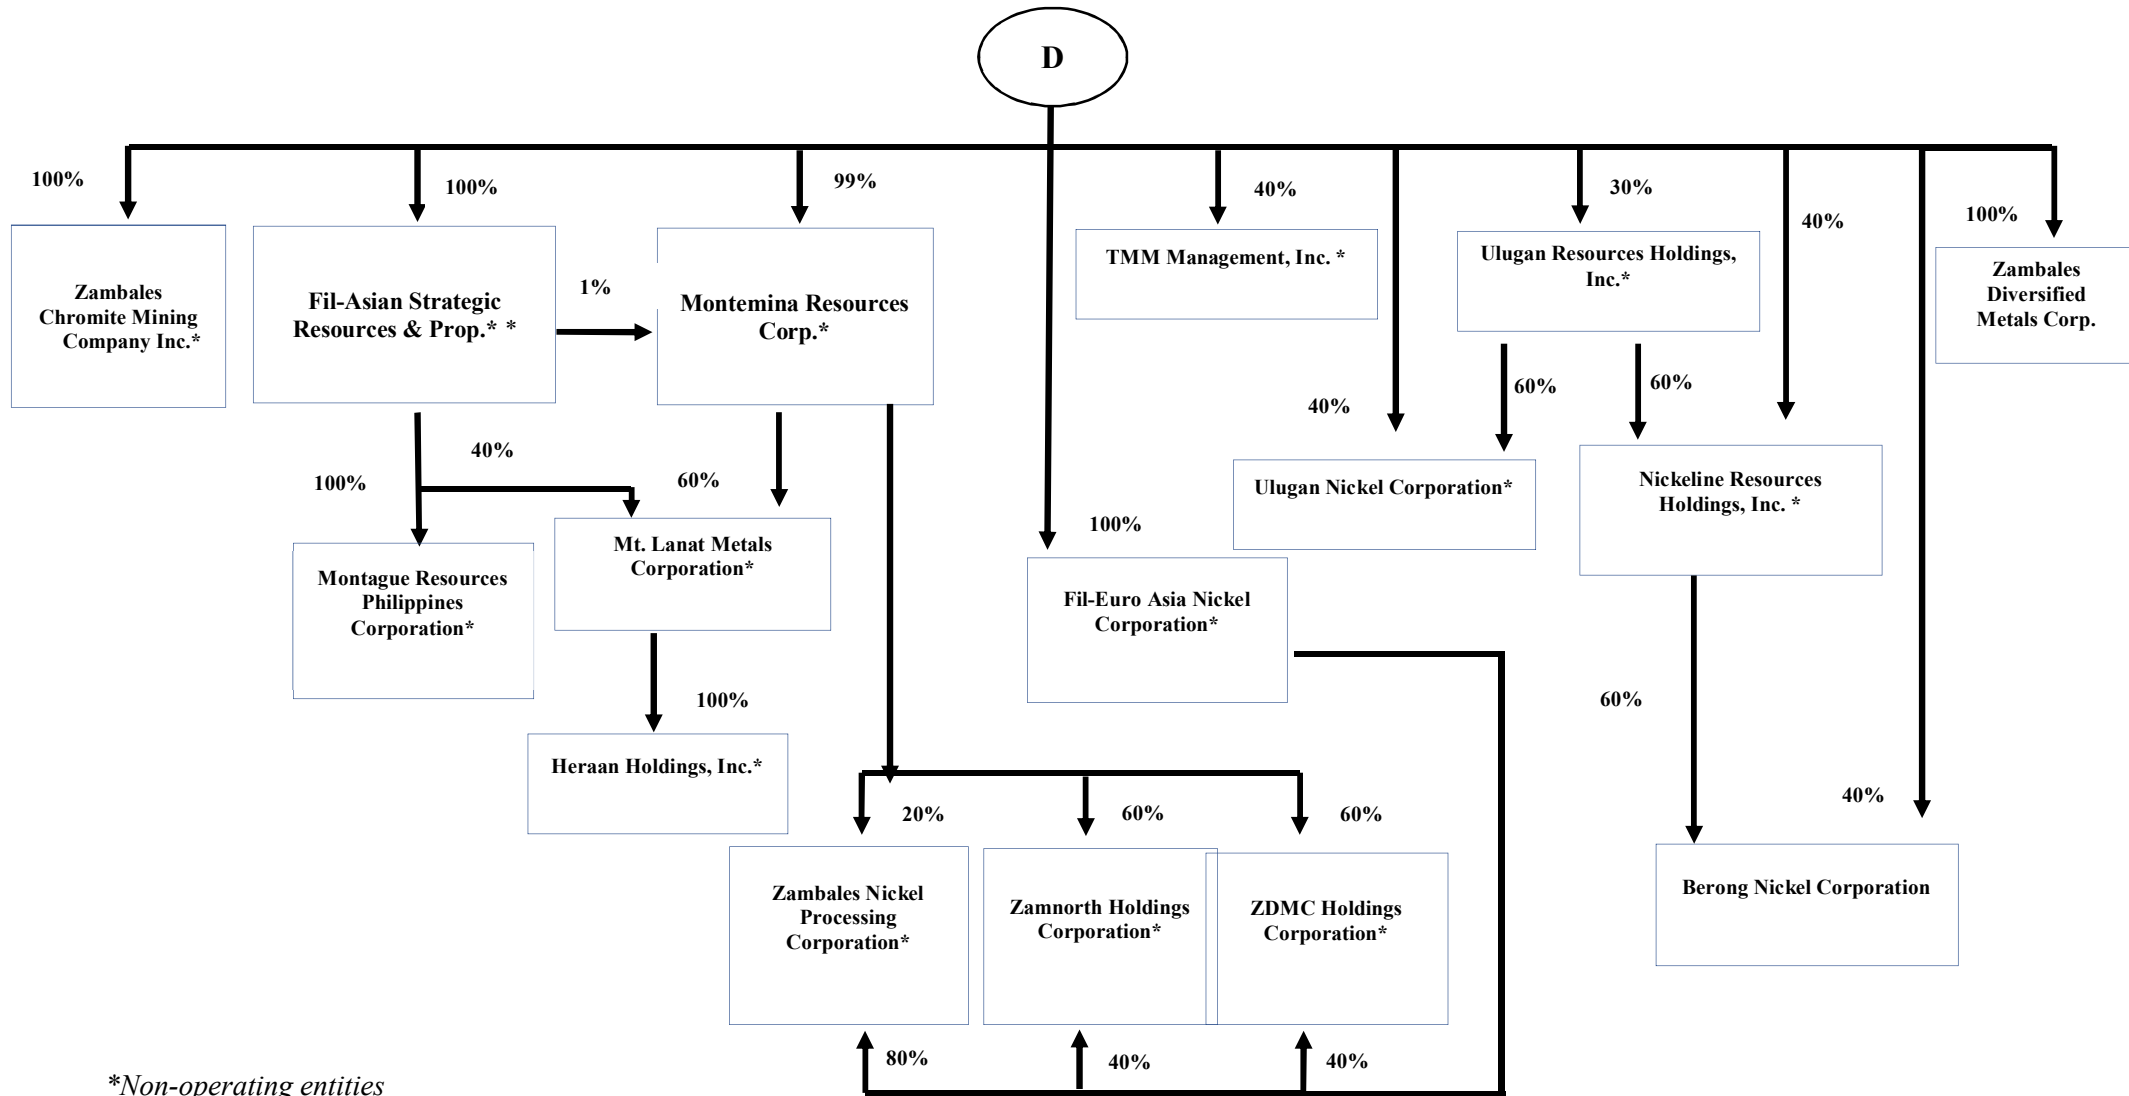 D
100%
100%
99%
40%
30%
40%
100%
Zambales
Chromite Mining
Company Inc.*
Fil-Asian Strategic
Resources & Prop.* *
1%
Montemina Resources
Corp.*
TMM Management, Inc. *
Ulugan Resources Holdings,
Inc.*
Zambales
Diversified
Metals Corp.
40%
60%
60%
100%
40%
60%
Ulugan Nickel Corporation*
Nickeline Resources
Holdings, Inc. *
100%
Montague Resources
Philippines
Corporation*
Mt. Lanat Metals
Corporation*
Fil-Euro Asia Nickel
Corporation*
100%
60%
Heraan Holdings, Inc.*
20%
60%
60%
40%
Zambales Nickel
Processing
Corporation*
Zamnorth Holdings
Corporation*
ZDMC Holdings
Corporation*
Berong Nickel Corporation
80%
40%
40%
*Non-operating entities